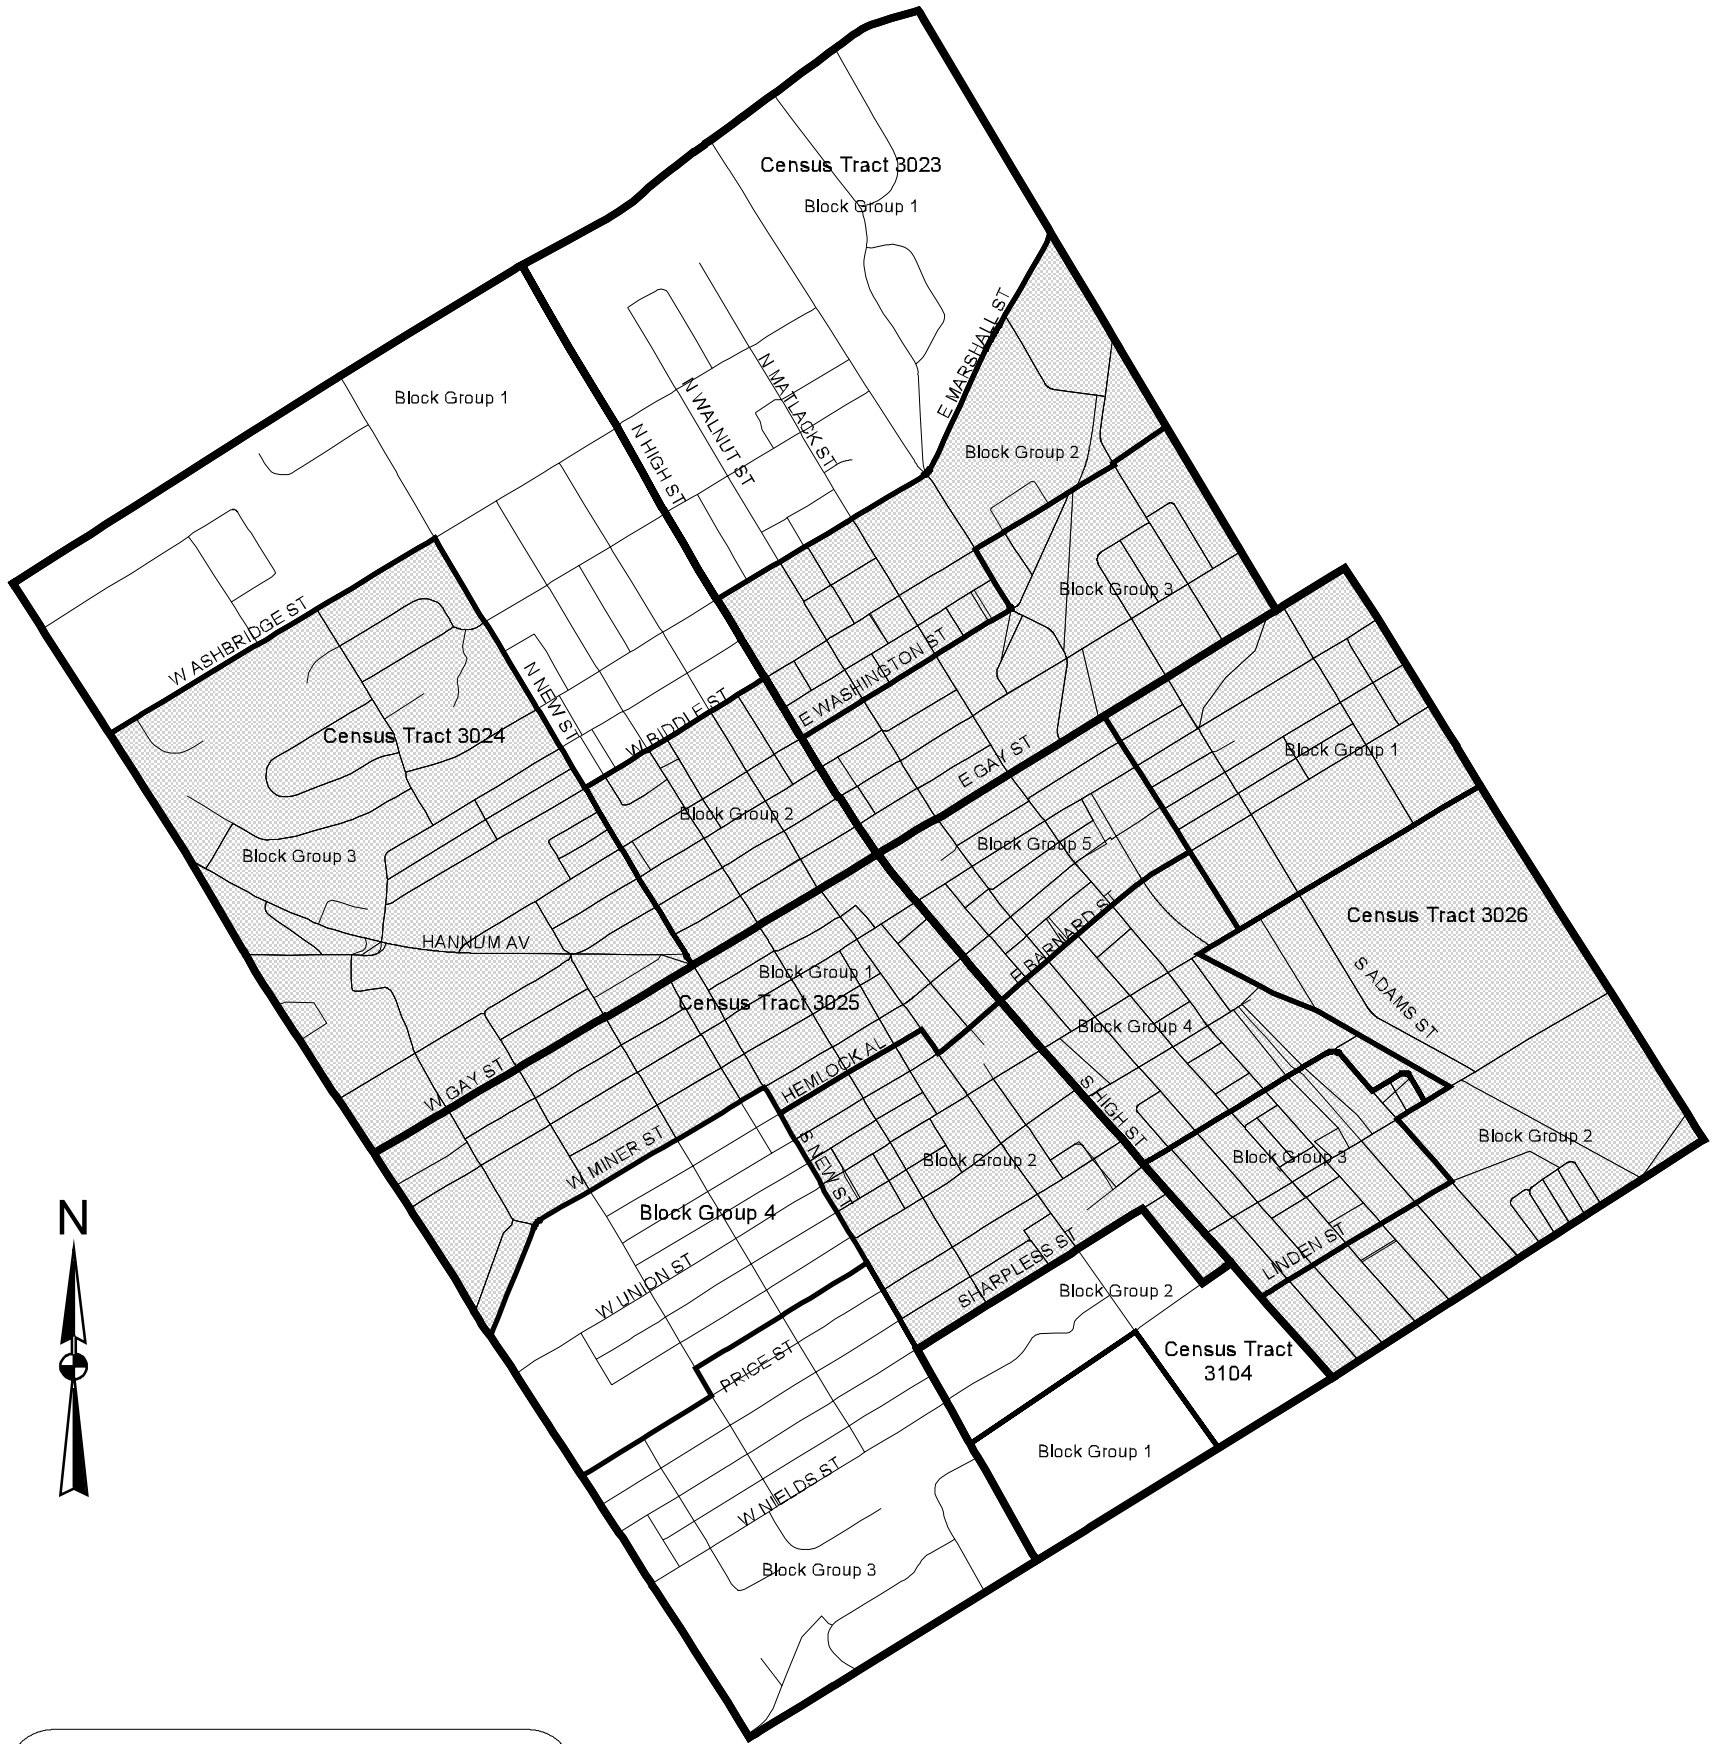 Census Tract 3023
Block Group 1
E MARSHALL ST
N MATLACK ST
N WALNUT ST
N HIGH ST
Block Group 1
Block Group 2
Block Group 3
W ASHBRIDGE ST
N NEW ST
W BIDDLE ST
E WASHINGTON ST
Census Tract 3024
E GAY ST
Block Group 1
Block Group 2
Block Group 3
Block Group 5
HANNUM AV
E BARNARD ST
Census Tract 3026
Block Group 1
Census Tract 3025
S ADAMS ST
Block Group 4
W GAY ST
HEMLOCK AL
S HIGH ST
W MINER ST
S NEW ST
Block Group 2
Block Group 3
Block Group 2
N
Block Group 4
W UNION ST
SHARPLESS ST
LINDEN ST
Block Group 2
Census Tract
3104
PRICE ST
Block Group 1
W NIELDS ST
Block Group 3